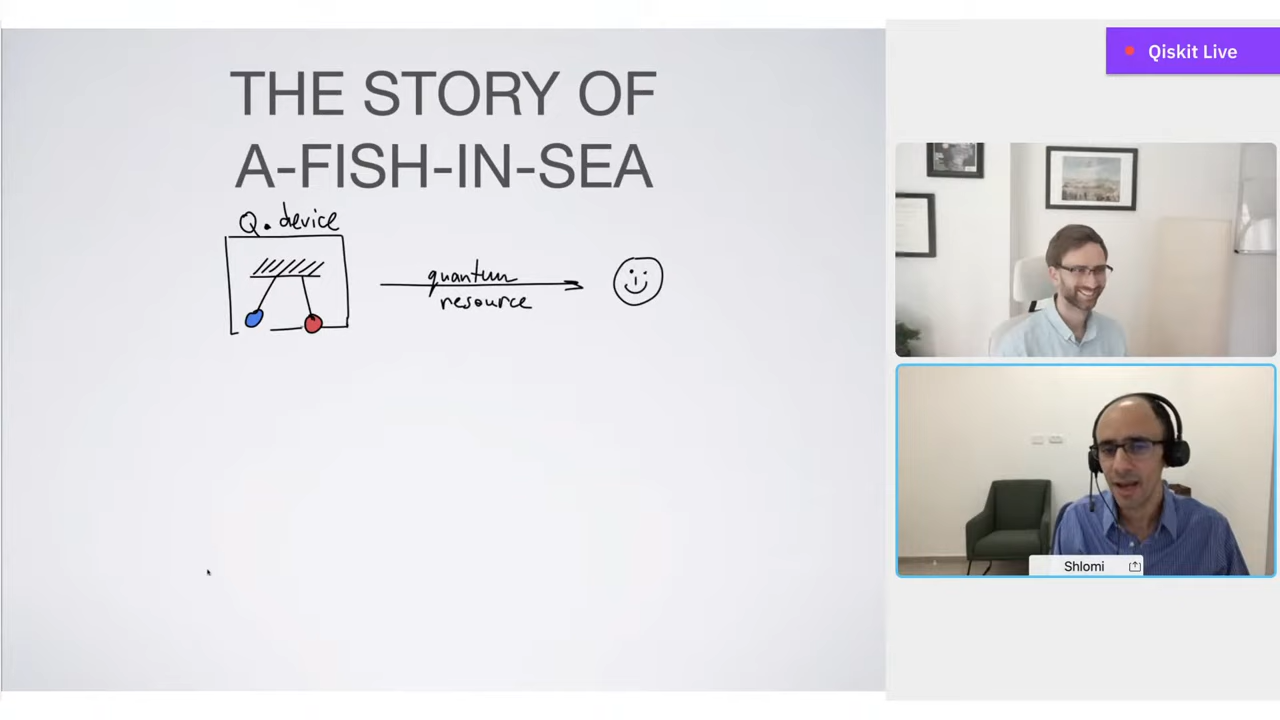 THE STORY OF
A-FISH-IN-SEA
Q. device
quantum
resource
Qiskit Live
Shlomi